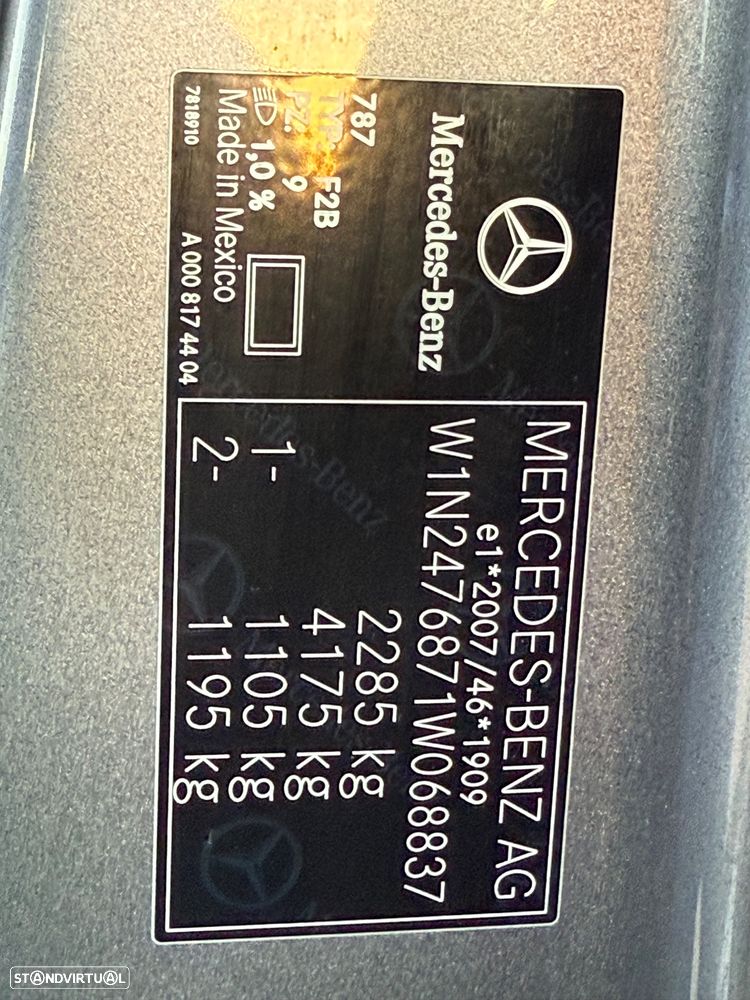 Mercedes-Benz
787
TYP: F2B
PZ. 9
1,0 %
Made in Mexico
7818910
A 000 817 44 04
MERCEDES-BENZ AG
e1*2007/46*1909
W1N2476871W068837
2285 kg
4175 kg
1- 1105 kg
2- 1195 kg
STANDVIRTUAL